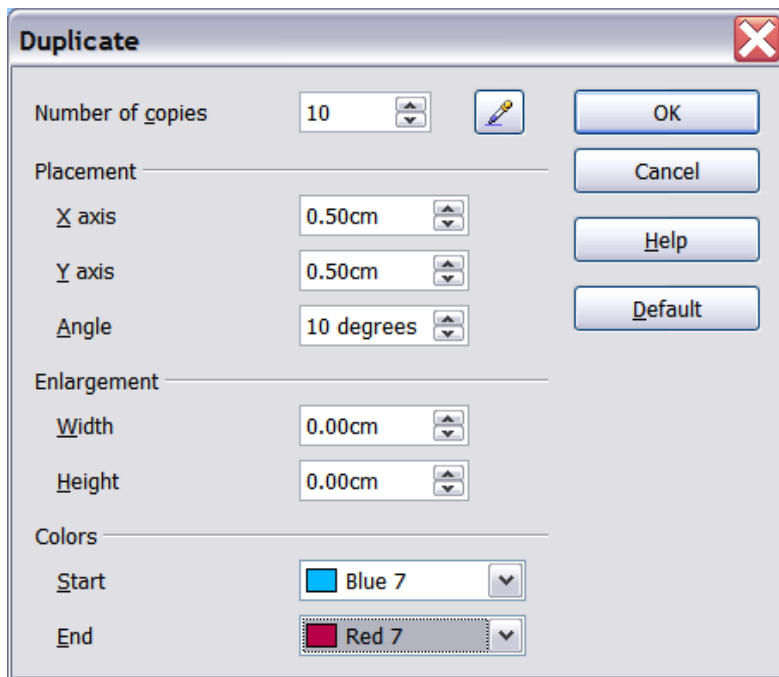 Duplicate
Number of copies 10 OK
Placement Cancel
X axis 0.50cm
Help
Y axis 0.50cm
Default
Angle 10 degrees
Enlargement
Width 0.00cm
Height 0.00cm
Colors
Start Blue 7
End Red 7